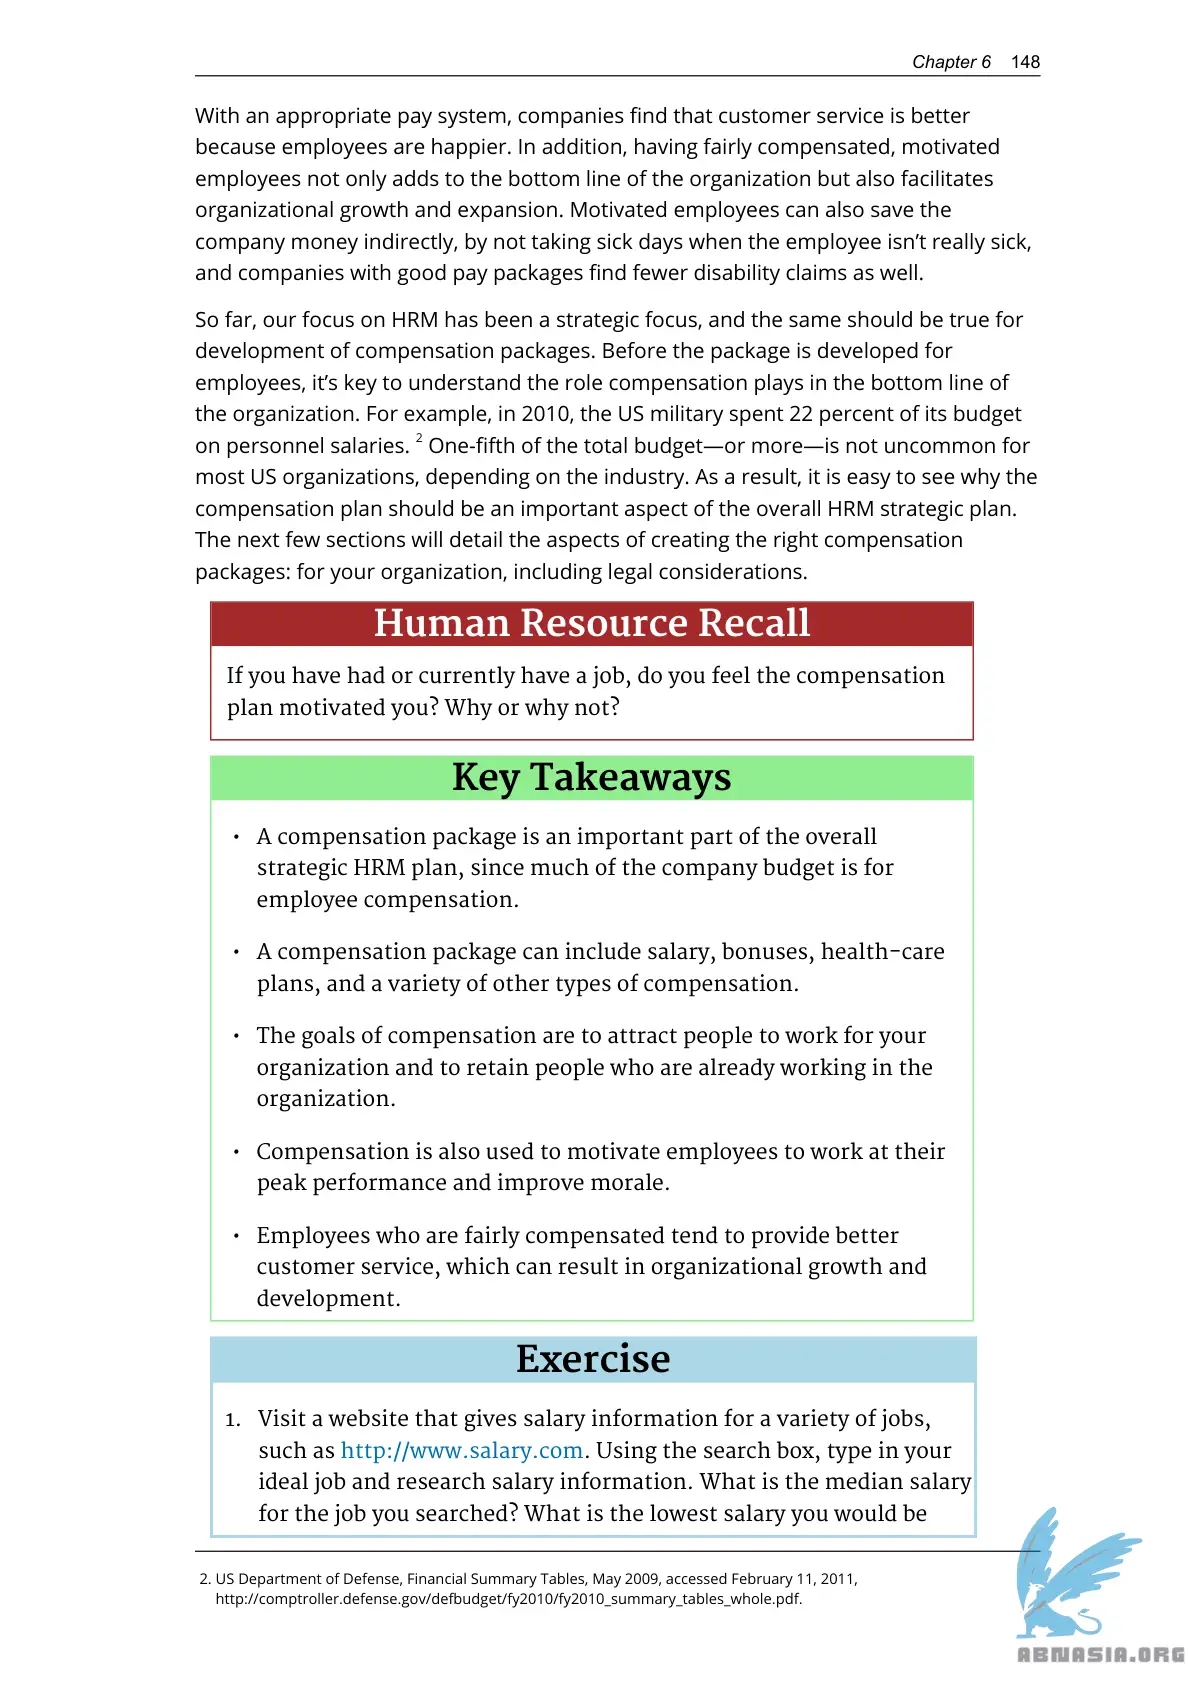 Chapter 6 148
With an appropriate pay system, companies find that customer service is better
because employees are happier. In addition, having fairly compensated, motivated
employees not only adds to the bottom line of the organization but also facilitates
organizational growth and expansion. Motivated employees can also save the
company money indirectly, by not taking sick days when the employee isn’t really sick,
and companies with good pay packages find fewer disability claims as well.
So far, our focus on HRM has been a strategic focus, and the same should be true for
development of compensation packages. Before the package is developed for
employees, it’s key to understand the role compensation plays in the bottom line of
the organization. For example, in 2010, the US military spent 22 percent of its budget
on personnel salaries. 2 One-fifth of the total budget—or more—is not uncommon for
most US organizations, depending on the industry. As a result, it is easy to see why the
compensation plan should be an important aspect of the overall HRM strategic plan.
The next few sections will detail the aspects of creating the right compensation
packages: for your organization, including legal considerations.
Human Resource Recall
If you have had or currently have a job, do you feel the compensation
plan motivated you? Why or why not?
Key Takeaways
• A compensation package is an important part of the overall
strategic HRM plan, since much of the company budget is for
employee compensation.
• A compensation package can include salary, bonuses, health-care
plans, and a variety of other types of compensation.
• The goals of compensation are to attract people to work for your
organization and to retain people who are already working in the
organization.
• Compensation is also used to motivate employees to work at their
peak performance and improve morale.
• Employees who are fairly compensated tend to provide better
customer service, which can result in organizational growth and
development.
Exercise
1. Visit a website that gives salary information for a variety of jobs,
such as http://www.salary.com. Using the search box, type in your
ideal job and research salary information. What is the median salary
for the job you searched? What is the lowest salary you would be
2. US Department of Defense, Financial Summary Tables, May 2009, accessed February 11, 2011,
http://comptroller.defense.gov/defbudget/fy2010/fy2010_summary_tables_whole.pdf.
ABNASIA.ORG